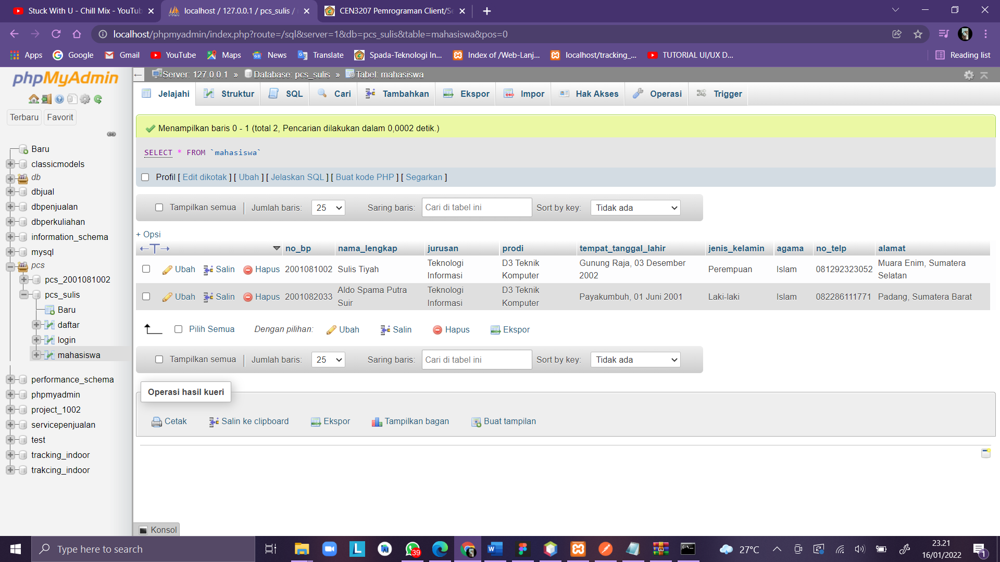 Stuck With U - Chill Mix - YouTub
localhost / 127.0.0.1 / pcs_sulis /
CEN3207 Pemrograman Client/Se
localhost/phpmyadmin/index.php?route=/sql&server=1&db=pcs_sulis&table=mahasiswa&pos=0
Apps Google Gmail YouTube Maps News Translate Spada-Teknologi In... Index of /Web-Lanj... localhost/tracking_... TUTORIAL UI/UX D... Reading list
phpMyAdmin
Terbaru Favorit
Baru
classicmodels
db
dbjual
dbpenjualan
dbperkuliahan
information_schema
mysql
pcs
pcs_2001081002
pcs_sulis
Baru
daftar
login
mahasiswa
performance_schema
phpmyadmin
project_1002
servicepenjualan
test
tracking_indoor
trakcing_indoor
Server: 127.0.0.1 » Database: pcs_sulis » Tabel: mahasiswa
Jelajahi Struktur SQL Cari Tambahkan Ekspor Impor Hak Akses Operasi Trigger
Menampilkan baris 0 - 1 (total 2, Pencarian dilakukan dalam 0,0002 detik.)
SELECT * FROM `mahasiswa`
Profil [ Edit dikotak ] [ Ubah ] [ Jelaskan SQL ] [ Buat kode PHP ] [ Segarkan ]
Tampilkan semua | Jumlah baris: 25 Saring baris: Cari di tabel ini Sort by key: Tidak ada
+ Opsi
←T→ no_bp nama_lengkap jurusan prodi tempat_tanggal_lahir jenis_kelamin agama no_telp alamat
Ubah Salin Hapus 2001081002 Sulis Tiyah Teknologi Informasi D3 Teknik Komputer Gunung Raja, 03 Desember 2002 Perempuan Islam 081292323052 Muara Enim, Sumatera Selatan
Ubah Salin Hapus 2001082033 Aldo Spama Putra Suir Teknologi Informasi D3 Teknik Komputer Payakumbuh, 01 Juni 2001 Laki-laki Islam 082286111771 Padang, Sumatera Barat
Pilih Semua Dengan pilihan: Ubah Salin Hapus Ekspor
Tampilkan semua | Jumlah baris: 25 Saring baris: Cari di tabel ini Sort by key: Tidak ada
Operasi hasil kueri
Cetak Salin ke clipboard Ekspor Tampilkan bagan Buat tampilan
Konsol
Type here to search
39
27°C
23.21
16/01/2022
1